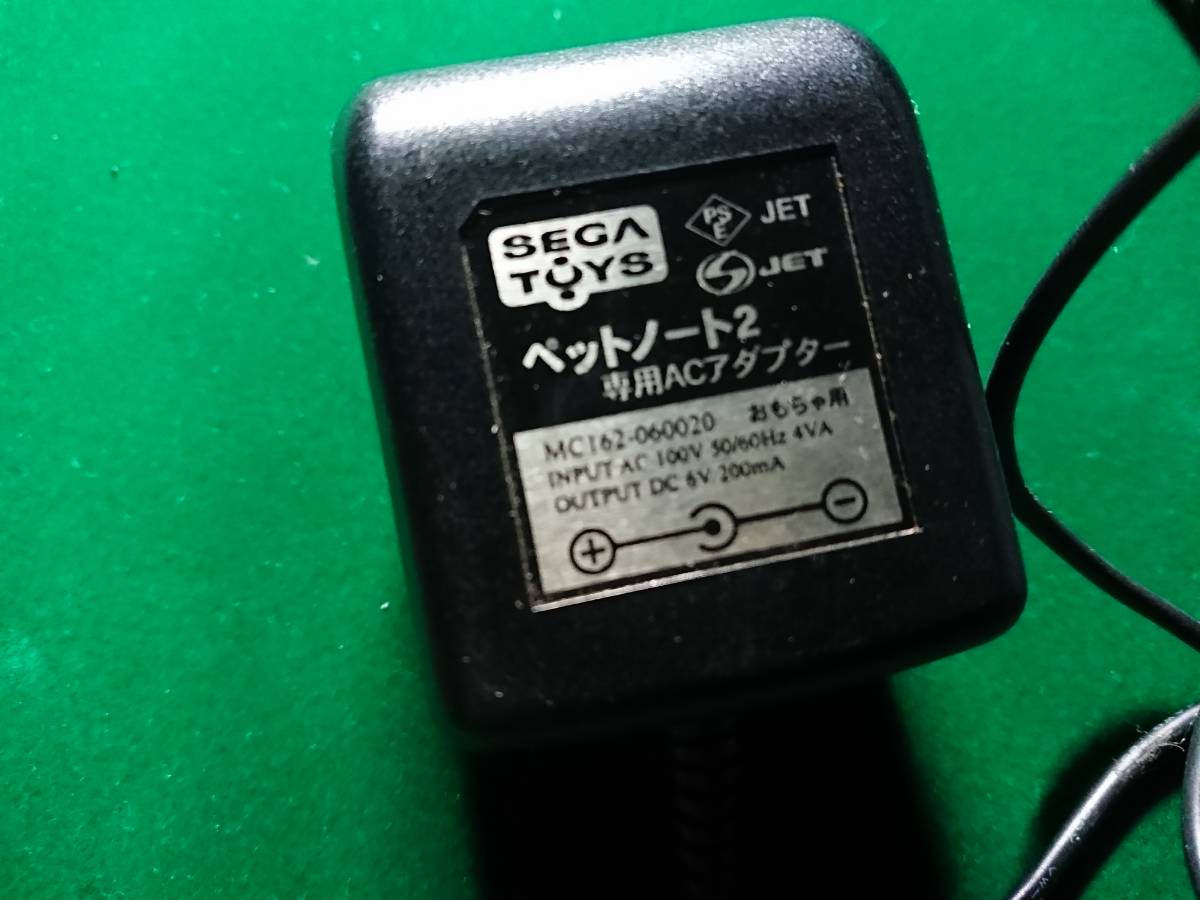 SEGA
TOYS
PS
E
JET
JET
ペットノート2
専用ACアダプター
MC162-060020 おもちゃ用
INPUT AC 100V 50/60Hz 4VA
OUTPUT DC 6V 200mA
+ -